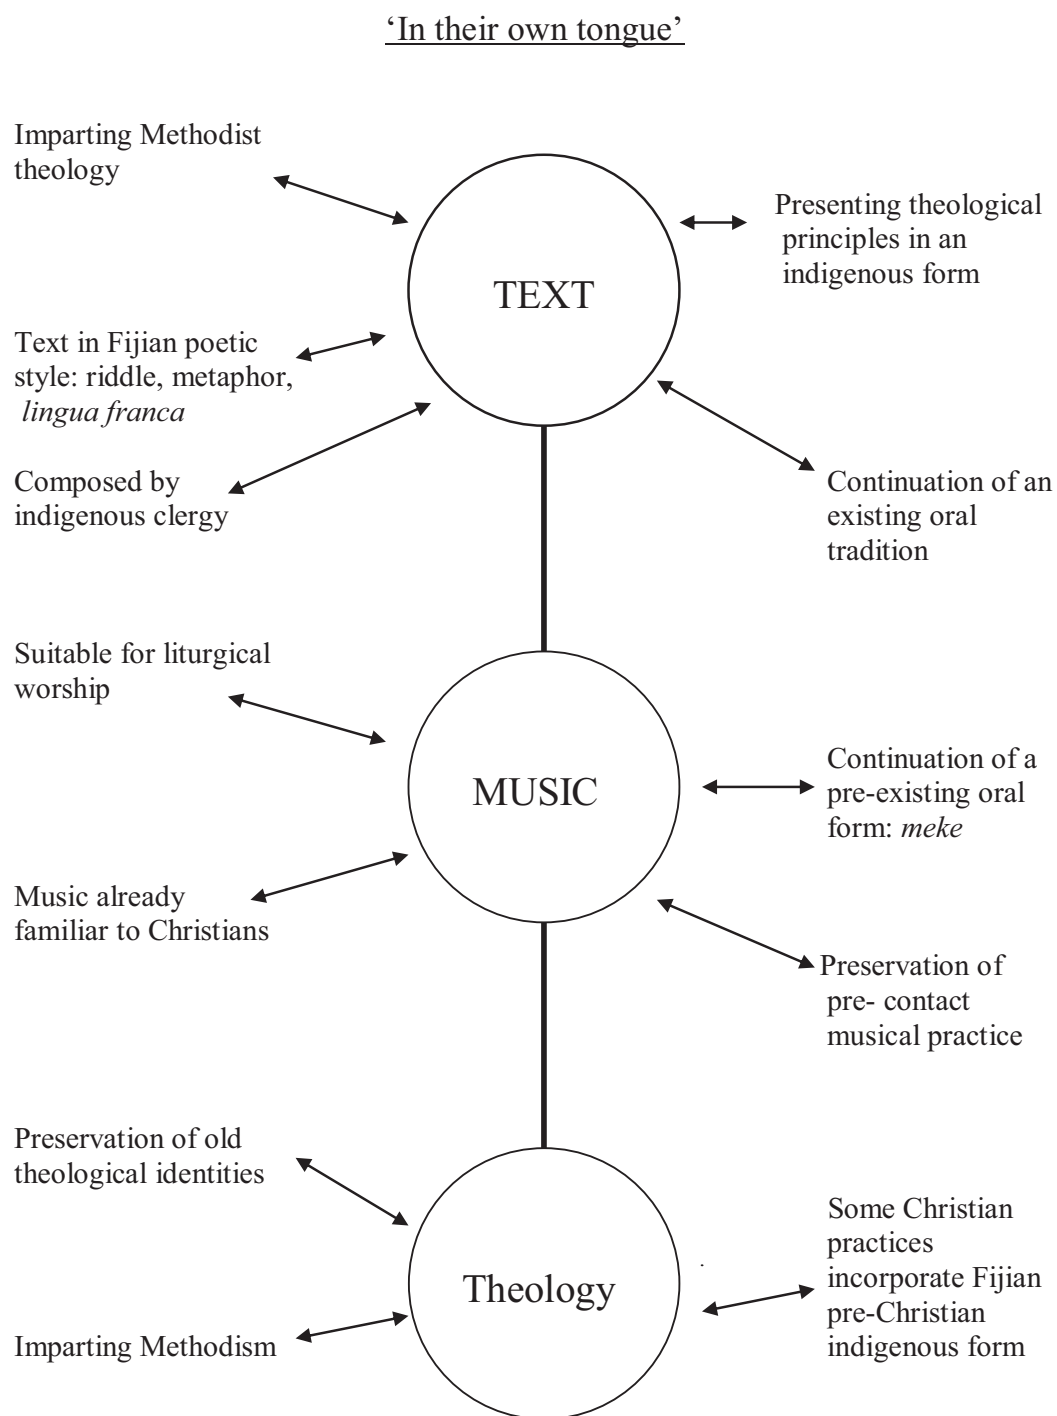 ‘In their own tongue’
Imparting Methodist
theology
Presenting theological
principles in an
indigenous form
TEXT
Text in Fijian poetic
style: riddle, metaphor,
lingua franca
Composed by
indigenous clergy
Continuation of an
existing oral
tradition
Suitable for liturgical
worship
MUSIC
Continuation of a
pre-existing oral
form: meke
Music already
familiar to Christians
Preservation of
pre- contact
musical practice
Preservation of old
theological identities
Theology
Some Christian
practices
incorporate Fijian
pre-Christian
indigenous form
Imparting Methodism